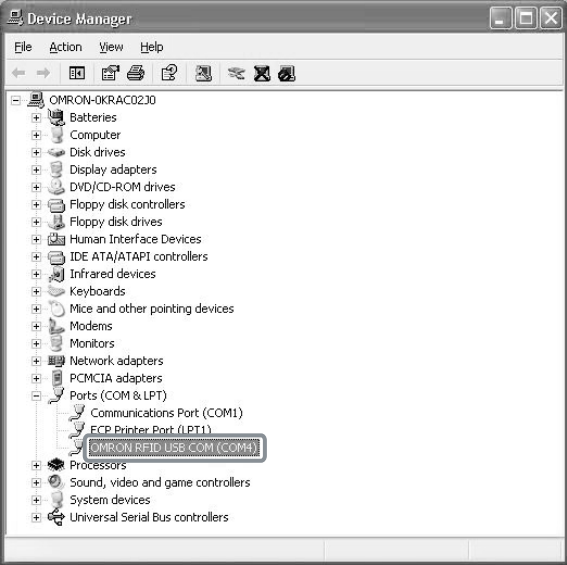 Device Manager
File Action View Help
OMRON-0KRAC02J0
Batteries
Computer
Disk drives
Display adapters
DVD/CD-ROM drives
Floppy disk controllers
Floppy disk drives
Human Interface Devices
IDE ATA/ATAPI controllers
Infrared devices
Keyboards
Mice and other pointing devices
Modems
Monitors
Network adapters
PCMCIA adapters
Ports (COM & LPT)
Communications Port (COM1)
ECP Printer Port (LPT1)
OMRON RFID USB COM (COM4)
Processors
Sound, video and game controllers
System devices
Universal Serial Bus controllers